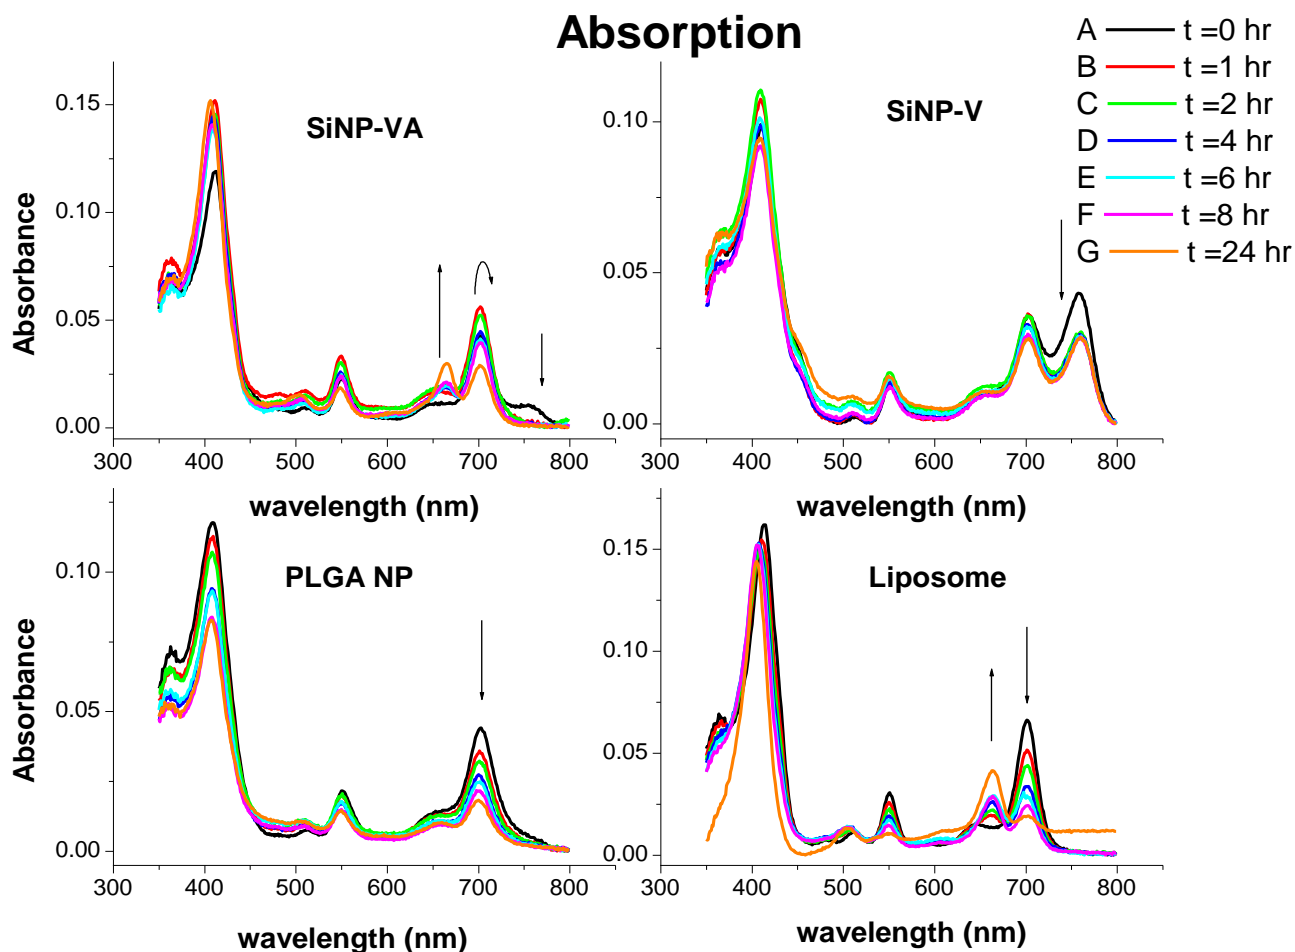 Absorption
A t =0 hr
B t =1 hr
C t =2 hr
D t =4 hr
E t =6 hr
F t =8 hr
G t =24 hr
SiNP-VA
Absorbance
0.15
0.10
0.05
0.00
300 400 500 600 700 800
wavelength (nm)
SiNP-V
0.10
0.05
0.00
300 400 500 600 700 800
wavelength (nm)
PLGA NP
Absorbance
0.10
0.05
0.00
300 400 500 600 700 800
wavelength (nm)
Liposome
0.15
0.10
0.05
0.00
300 400 500 600 700 800
wavelength (nm)